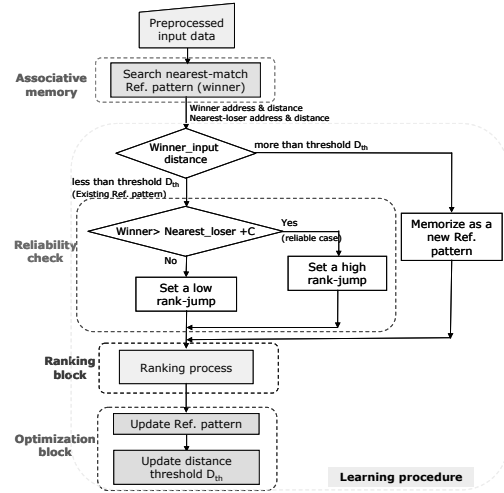 Preprocessed
input data
Associative
memory
Search nearest-match
Ref. pattern (winner)
Winner address & distance
Nearest-loser address & distance
Winner_input
distance
more than threshold Dth
less than threshold Dth
(Existing Ref. pattern)
Reliability
check
Winner> Nearest_loser +C
Yes
(reliable case)
No
Memorize as a
new Ref.
pattern
Set a low
rank-jump
Set a high
rank-jump
Ranking
block
Ranking process
Optimization
block
Update Ref. pattern
Update distance
threshold Dth
Learning procedure